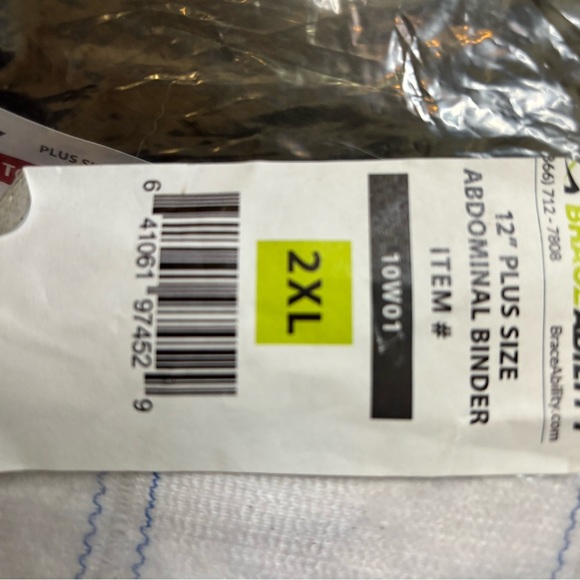 BRACEABILITY
BraceAbility.com
866) 712 - 7808
12" PLUS SIZE
ABDOMINAL BINDER
ITEM #
10W01
2XL
6 41061 97452 9
PLUS